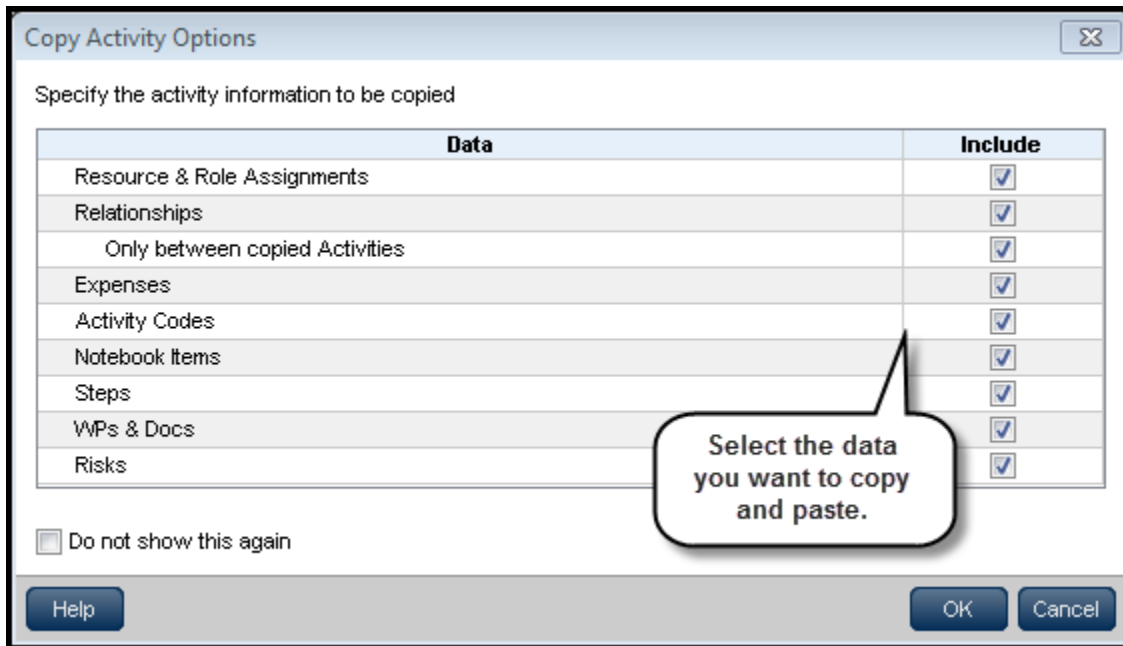 Copy Activity Options
Specify the activity information to be copied
Data Include
Resource & Role Assignments
Relationships
Only between copied Activities
Expenses
Activity Codes
Notebook Items
Steps
WPs & Docs
Risks
Select the data
you want to copy
and paste.
Do not show this again
Help OK Cancel